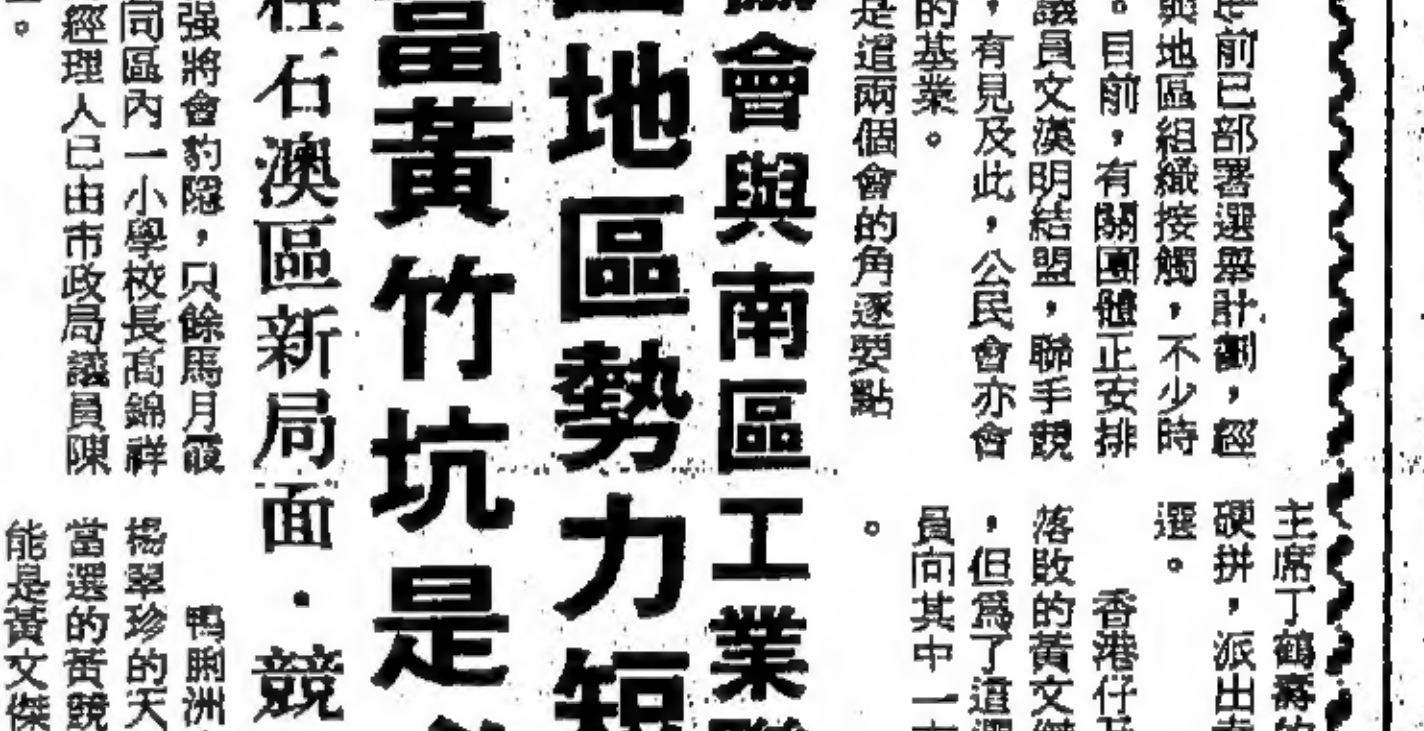 前已部署選舉計劃，經
與地區組織接觸，不少時
。目前，有關團體正安排
議員文漢明結盟，聯手競
，有見及此，公民會亦會
的基業。
是這兩個會的角逐要點
主席丁鶴壽的
硬拼，派出
選。
香港仔及
落敗的黃文傑
，但爲了這選
員向其中一
。
會與南區工業
地區勢力短
富黃竹坑是
石澳區新局面·競
强將會豹隱，只餘馬月霞
同區內一小學校長高錦祥
經理人已由市政局議員陳
。
鴨脷洲
楊翠珍的天
當選的黃競
能是黃文傑